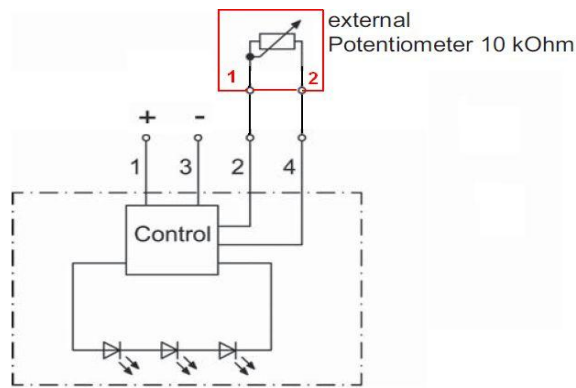 external
Potentiometer 10 kOhm
1 2
+ -
1 3 2 4
Control